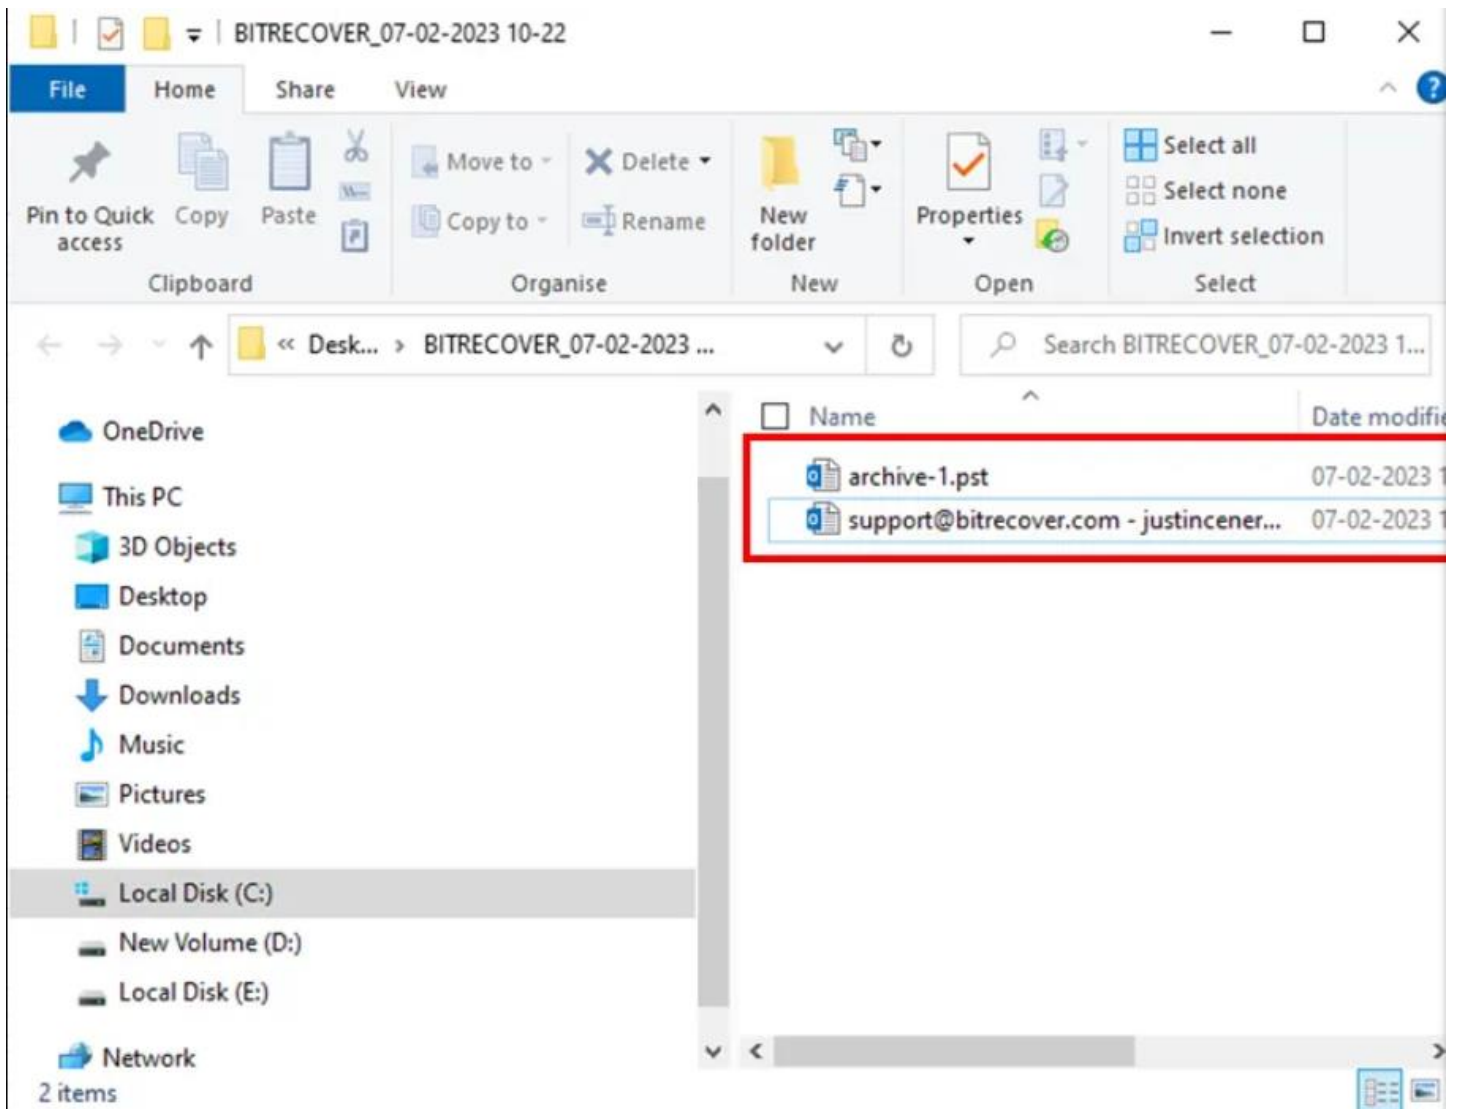 BITRECOVER_07-02-2023 10-22
File Home Share View
Pin to Quick access
Copy
Paste
Move to
Copy to
Delete
Rename
New folder
Properties
Select all
Select none
Invert selection
Clipboard Organise New Open Select
« Desk... › BITRECOVER_07-02-2023 ...
Search BITRECOVER_07-02-2023 1...
OneDrive
This PC
3D Objects
Desktop
Documents
Downloads
Music
Pictures
Videos
Local Disk (C:)
New Volume (D:)
Local Disk (E:)
Network
Name Date modifie
archive-1.pst 07-02-2023 1
support@bitrecover.com - justincener... 07-02-2023 1
2 items